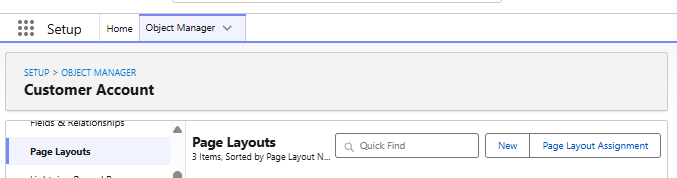 Setup Home Object Manager
SETUP > OBJECT MANAGER
Customer Account
Fields & Relationships
Page Layouts
Page Layouts
3 Items, Sorted by Page Layout N...
Quick Find
New
Page Layout Assignment